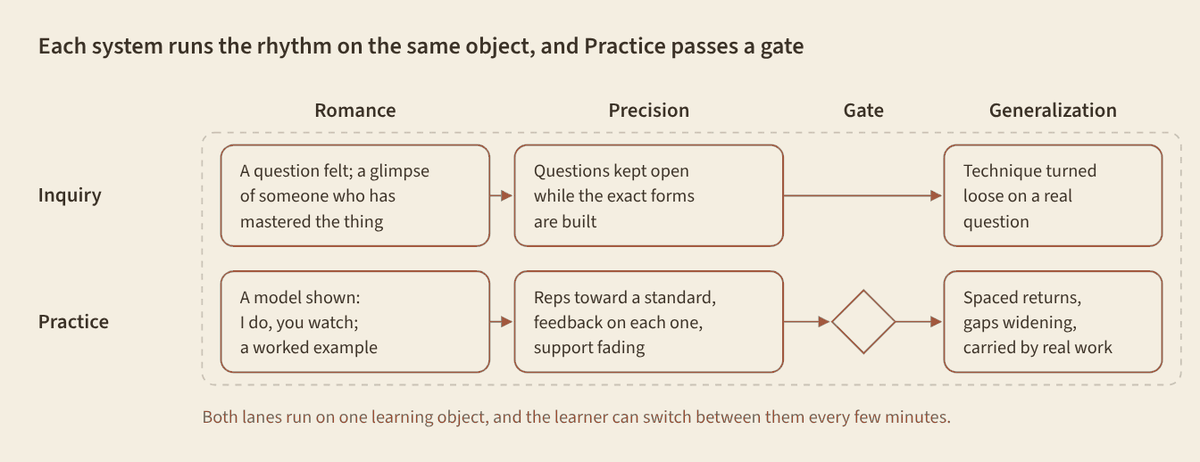 Each system runs the rhythm on the same object, and Practice passes a gate
Romance
Precision
Gate
Generalization
Inquiry
A question felt; a glimpse
of someone who has
mastered the thing
Questions kept open
while the exact forms
are built
Technique turned
loose on a real
question
Practice
A model shown:
I do, you watch;
a worked example
Reps toward a standard,
feedback on each one,
support fading
Spaced returns,
gaps widening,
carried by real work
Both lanes run on one learning object, and the learner can switch between them every few minutes.